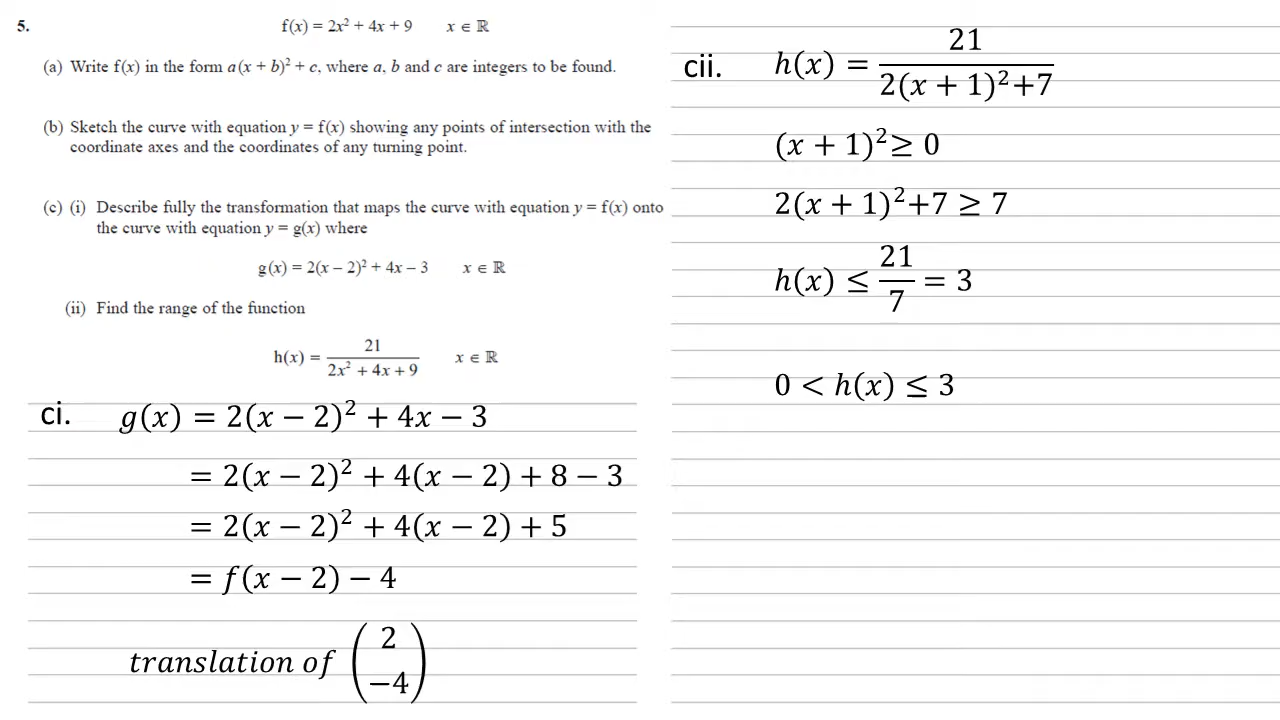 5.
f(x) = 2x² + 4x + 9 x ∈ ℝ
(a) Write f(x) in the form a(x + b)² + c, where a, b and c are integers to be found.
(b) Sketch the curve with equation y = f(x) showing any points of intersection with the
coordinate axes and the coordinates of any turning point.
(c) (i) Describe fully the transformation that maps the curve with equation y = f(x) onto
the curve with equation y = g(x) where
g(x) = 2(x – 2)² + 4x – 3 x ∈ ℝ
(ii) Find the range of the function
h(x) = 21 / (2x² + 4x + 9) x ∈ ℝ
ci. g(x) = 2(x − 2)² + 4x − 3
= 2(x − 2)² + 4(x − 2) + 8 − 3
= 2(x − 2)² + 4(x − 2) + 5
= f(x − 2) − 4
translation of (2
−4)
cii. h(x) = 21 / (2(x + 1)²+7)
(x + 1)²≥ 0
2(x + 1)²+7 ≥ 7
h(x) ≤ 21/7 = 3
0 < h(x) ≤ 3